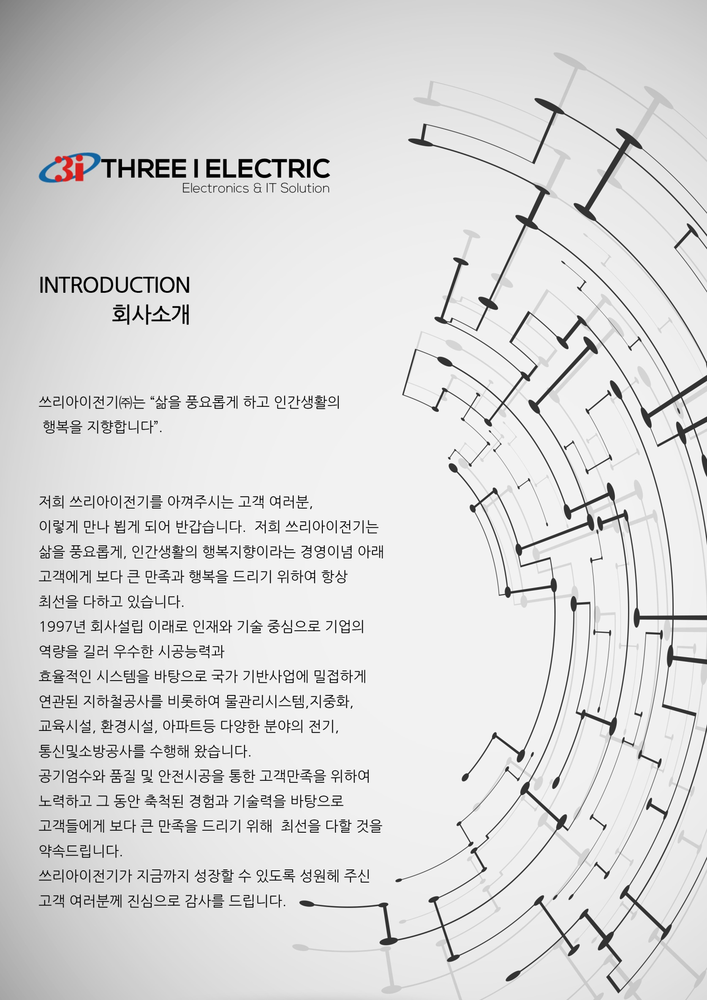 3i THREE I ELECTRIC
Electronics & IT Solution
INTRODUCTION
회사소개
쓰리아이전기㈜는 “삶을 풍요롭게 하고 인간생활의
행복을 지향합니다”.
저희 쓰리아이전기를 아껴주시는 고객 여러분,
이렇게 만나 뵙게 되어 반갑습니다. 저희 쓰리아이전기는
삶을 풍요롭게, 인간생활의 행복지향이라는 경영이념 아래
고객에게 보다 큰 만족과 행복을 드리기 위하여 항상
최선을 다하고 있습니다.
1997년 회사설립 이래로 인재와 기술 중심으로 기업의
역량을 길러 우수한 시공능력과
효율적인 시스템을 바탕으로 국가 기반사업에 밀접하게
연관된 지하철공사를 비롯하여 물관리시스템,지중화,
교육시설, 환경시설, 아파트등 다양한 분야의 전기,
통신및소방공사를 수행해 왔습니다.
공기엄수와 품질 및 안전시공을 통한 고객만족을 위하여
노력하고 그 동안 축척된 경험과 기술력을 바탕으로
고객들에게 보다 큰 만족을 드리기 위해 최선을 다할 것을
약속드립니다.
쓰리아이전기가 지금까지 성장할 수 있도록 성원헤 주신
고객 여러분께 진심으로 감사를 드립니다.